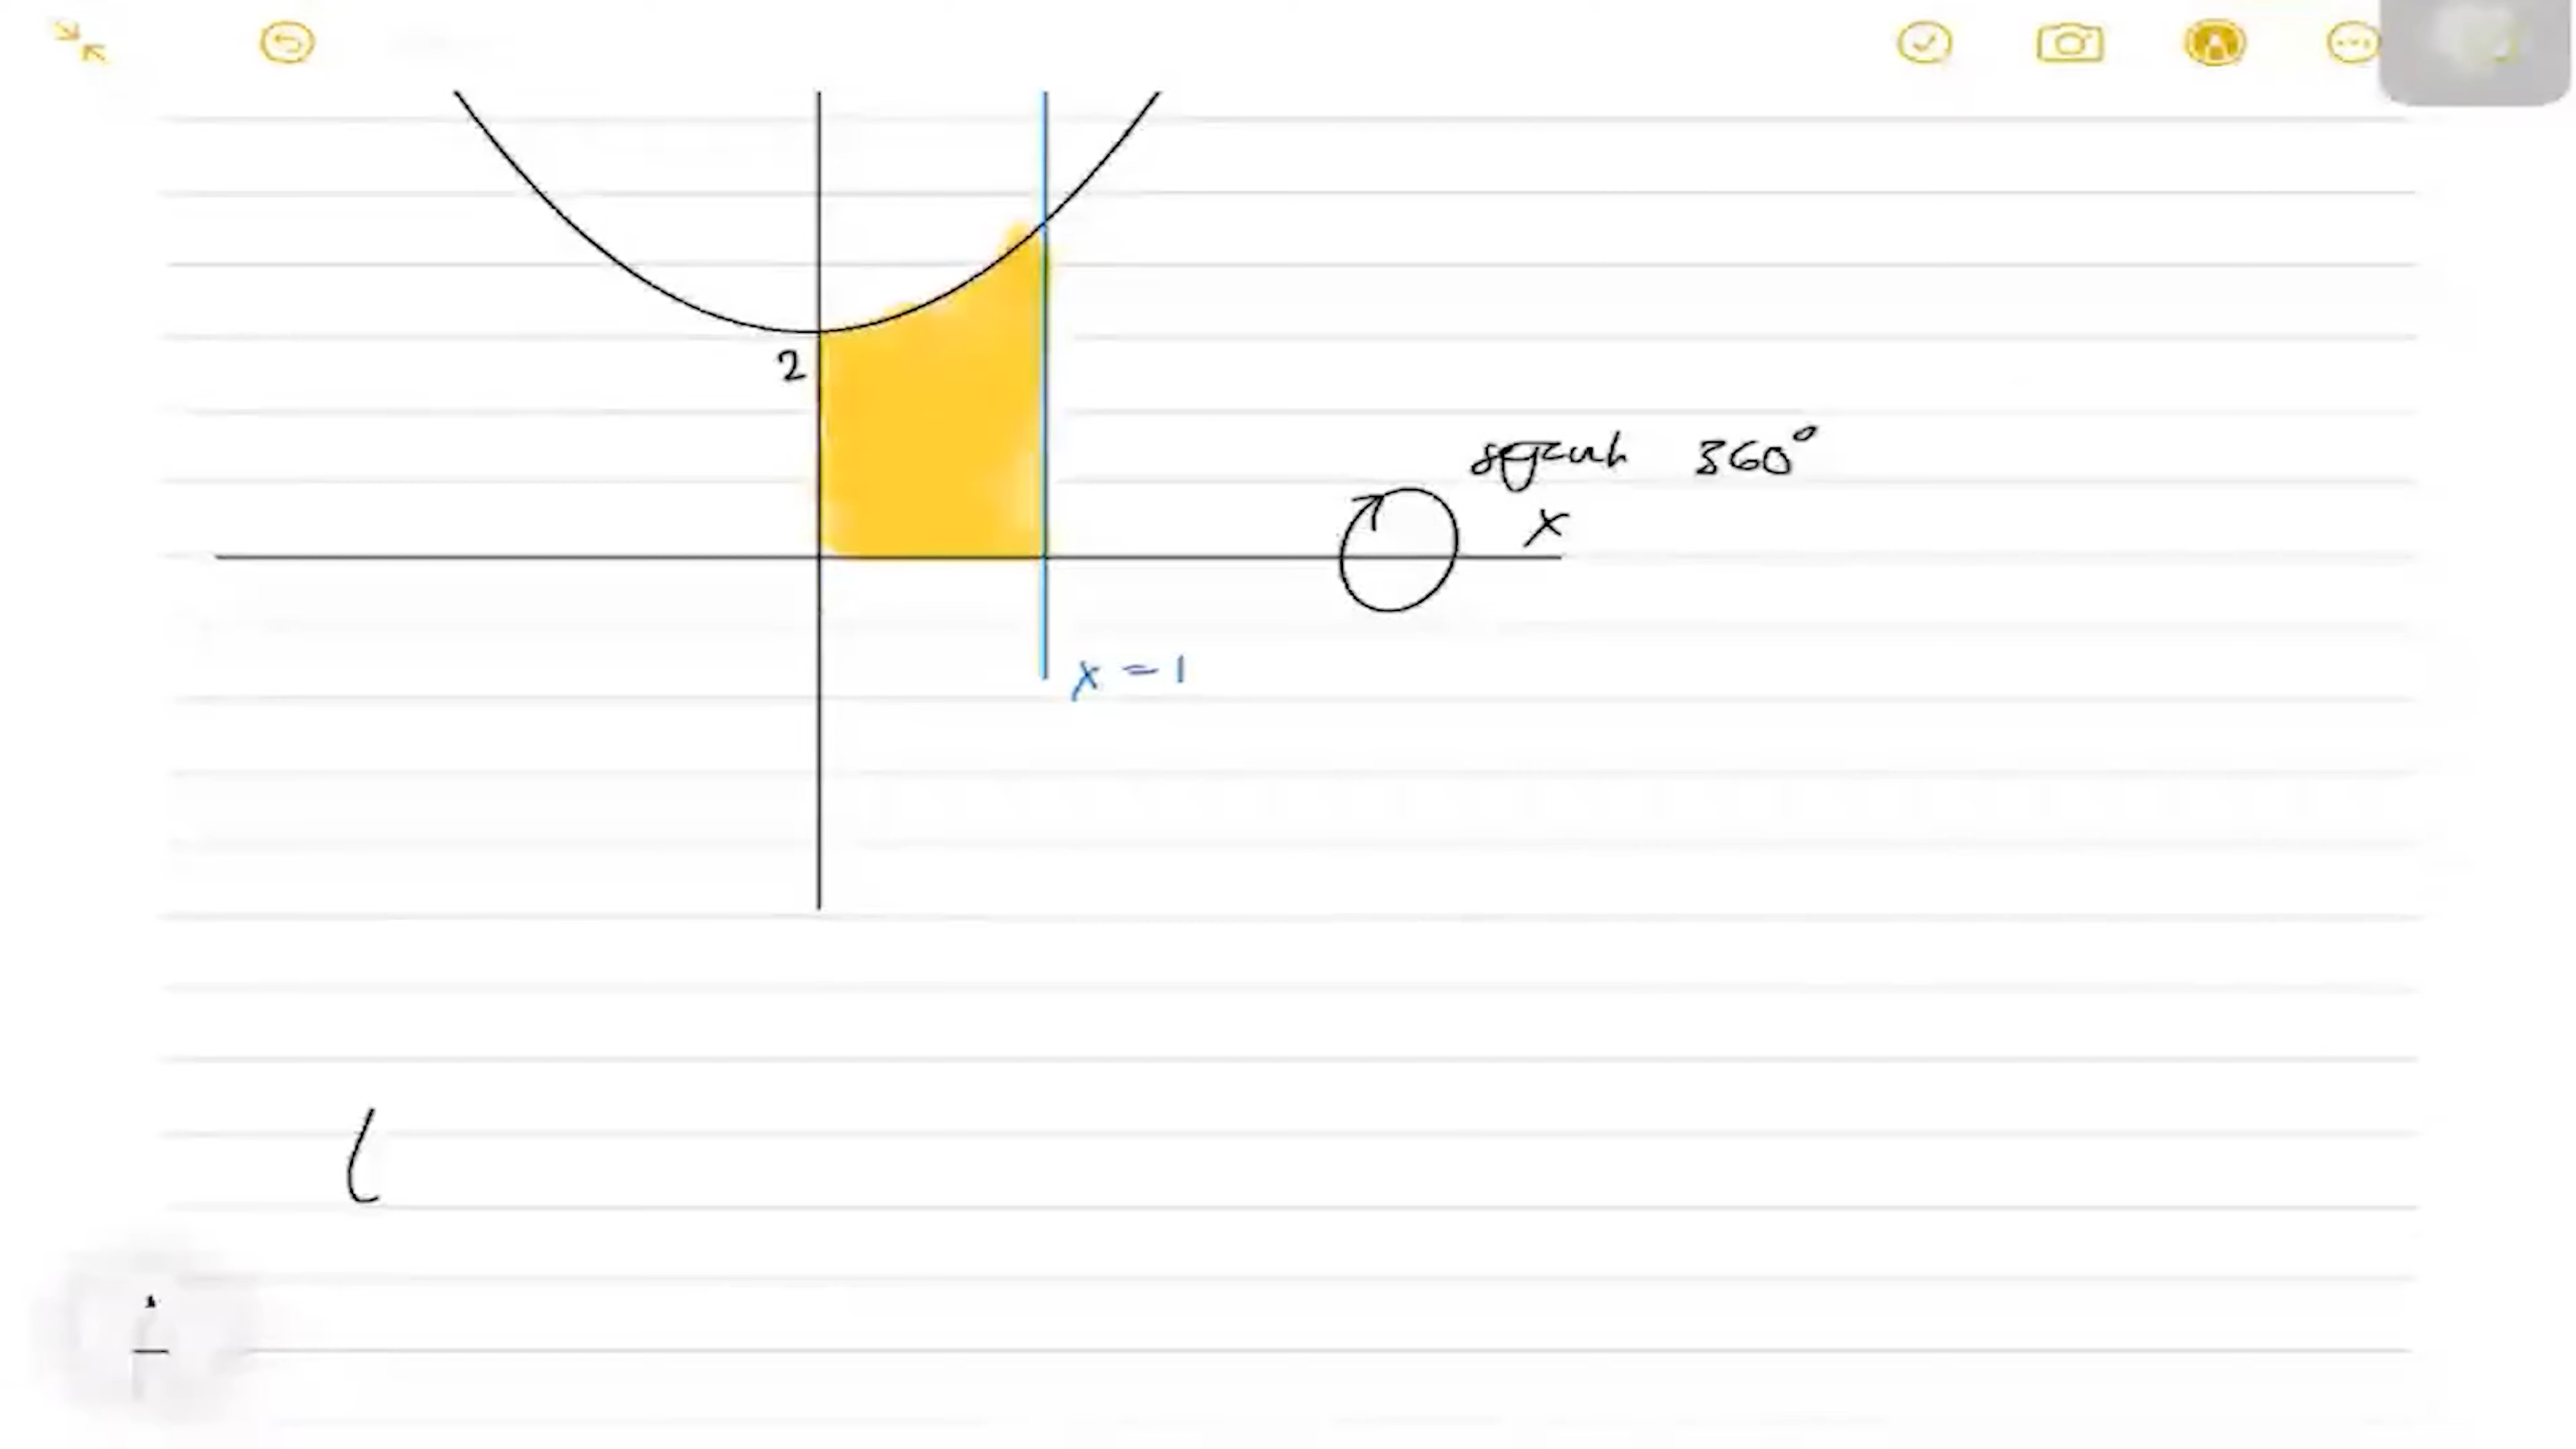 2
sejauh 360°
x
x = 1